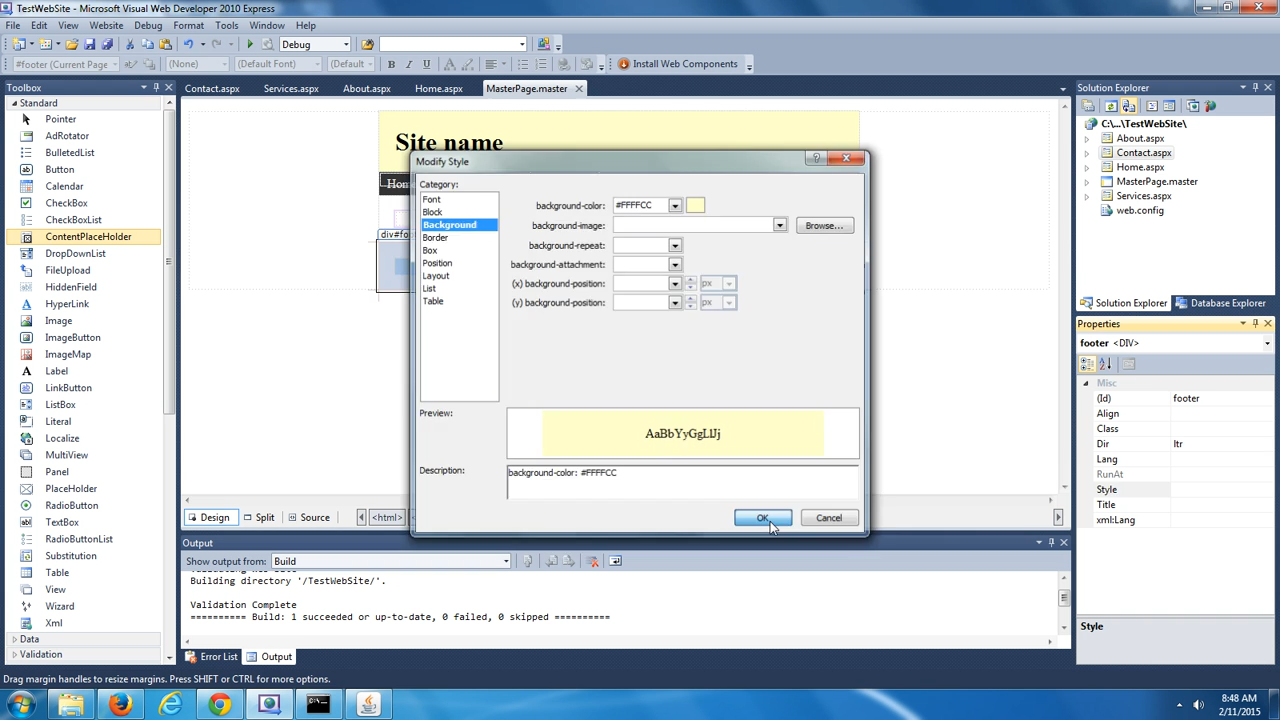 TestWebSite - Microsoft Visual Web Developer 2010 Express
File Edit View Website Debug Format Tools Window Help
Debug
#footer (Current Page) (None) (Default Font) (Default B I U A Install Web Components
Toolbox
Standard
Pointer
AdRotator
BulletedList
Button
Calendar
CheckBox
CheckBoxList
ContentPlaceHolder
DropDownList
FileUpload
HiddenField
HyperLink
Image
ImageButton
ImageMap
Label
LinkButton
ListBox
Literal
Localize
MultiView
Panel
PlaceHolder
RadioButton
TextBox
RadioButtonList
Substitution
Table
View
Wizard
Xml
Data
Validation
Contact.aspx Services.aspx About.aspx Home.aspx MasterPage.master
Site name
Hom
div#foo
Modify Style
Category:
Font
Block
Background
Border
Box
Position
Layout
List
Table
background-color: #FFFFCC
background-image: Browse...
background-repeat:
background-attachment:
(x) background-position: px
(y) background-position: px
Preview:
AaBbYyGgLlJj
Description:
background-color: #FFFFCC
OK Cancel
Design Split Source <html>
Output
Show output from: Build
Building directory '/TestWebSite/'.
Validation Complete
========== Build: 1 succeeded or up-to-date, 0 failed, 0 skipped ==========
Error List Output
Solution Explorer
C:\...\TestWebSite\
About.aspx
Contact.aspx
Home.aspx
MasterPage.master
Services.aspx
web.config
Solution Explorer Database Explorer
Properties
footer <DIV>
Misc
(Id) footer
Align
Class
Dir ltr
Lang
RunAt
Style
Title
xml:Lang
Style
Drag margin handles to resize margins. Press SHIFT or CTRL for more options.
8:48 AM
2/11/2015